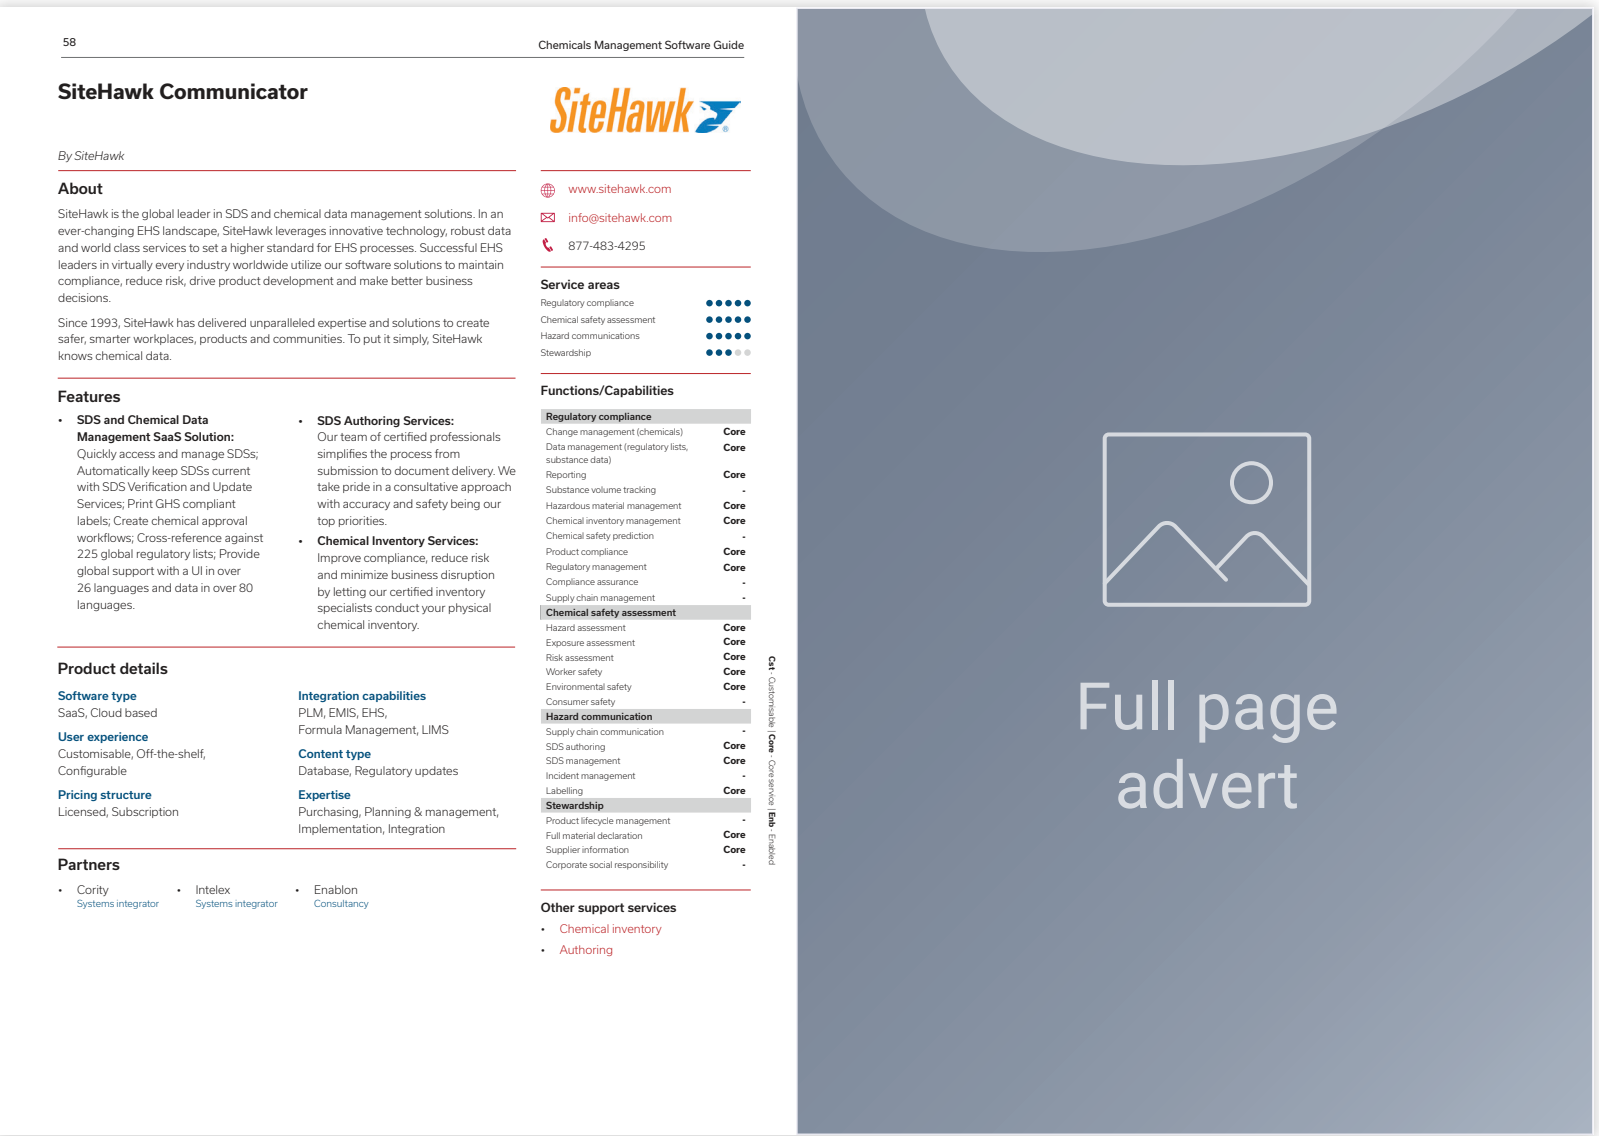 58
Chemicals Management Software Guide
SiteHawk Communicator
By SiteHawk
About
SiteHawk is the global leader in SDS and chemical data management solutions. In an
ever-changing EHS landscape, SiteHawk leverages innovative technology, robust data
and world class services to set a higher standard for EHS processes. Successful EHS
leaders in virtually every industry worldwide utilize our software solutions to maintain
compliance, reduce risk, drive product development and make better business
decisions.
Since 1993, SiteHawk has delivered unparalleled expertise and solutions to create
safer, smarter workplaces, products and communities. To put it simply, SiteHawk
knows chemical data.
Features
• SDS and Chemical Data
Management SaaS Solution:
Quickly access and manage SDSs;
Automatically keep SDSs current
with SDS Verification and Update
Services; Print GHS compliant
labels; Create chemical approval
workflows; Cross-reference against
225 global regulatory lists; Provide
global support with a UI in over
26 languages and data in over 80
languages.
• SDS Authoring Services:
Our team of certified professionals
simplifies the process from
submission to document delivery. We
take pride in a consultative approach
with accuracy and safety being our
top priorities.
• Chemical Inventory Services:
Improve compliance, reduce risk
and minimize business disruption
by letting our certified inventory
specialists conduct your physical
chemical inventory.
Product details
Software type
SaaS, Cloud based
User experience
Customisable, Off-the-shelf,
Configurable
Pricing structure
Licensed, Subscription
Integration capabilities
PLM, EMIS, EHS,
Formula Management, LIMS
Content type
Database, Regulatory updates
Expertise
Purchasing, Planning & management,
Implementation, Integration
Partners
• Cority
Systems integrator
• Intelex
Systems integrator
• Enablon
Consultancy
SiteHawk ®
www.sitehawk.com
info@sitehawk.com
877-483-4295
Service areas
Regulatory compliance
Chemical safety assessment
Hazard communications
Stewardship
Functions/Capabilities
Regulatory compliance
Change management (chemicals) Core
Data management (regulatory lists, Core
substance data)
Reporting Core
Substance volume tracking -
Hazardous material management Core
Chemical inventory management Core
Chemical safety prediction -
Product compliance Core
Regulatory management Core
Compliance assurance -
Supply chain management -
Chemical safety assessment
Hazard assessment Core
Exposure assessment Core
Risk assessment Core
Worker safety Core
Environmental safety Core
Consumer safety -
Hazard communication
Supply chain communication -
SDS authoring Core
SDS management Core
Incident management -
Labelling Core
Stewardship
Product lifecycle management -
Full material declaration Core
Supplier information Core
Corporate social responsibility -
Cst - Customisable | Core - Core service | Enb - Enabled
Other support services
• Chemical inventory
• Authoring
Full page
advert